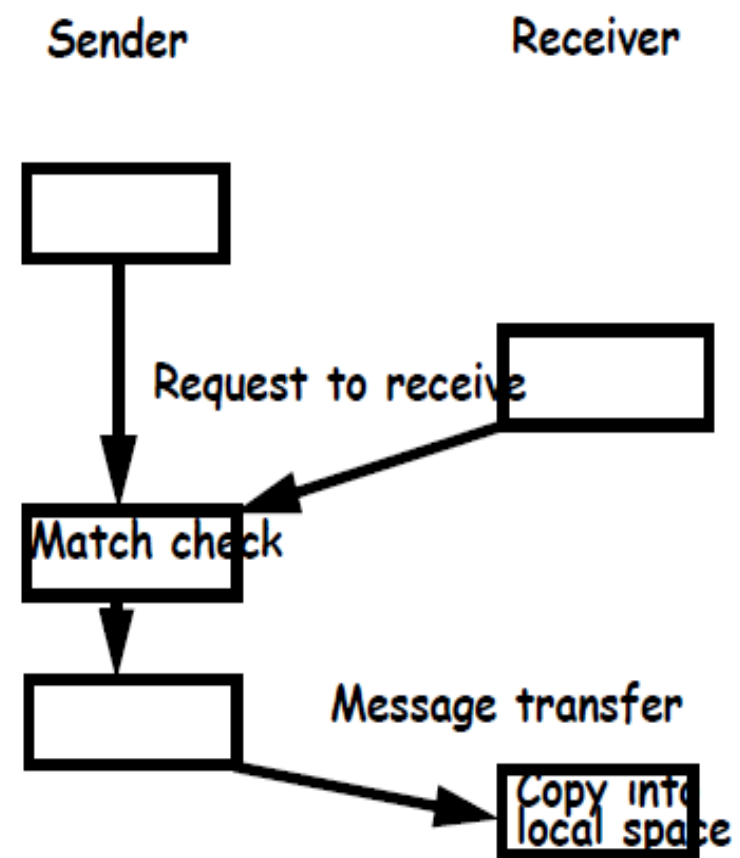 Sender
Receiver
Request to receive
Match check
Message transfer
Copy into
local space